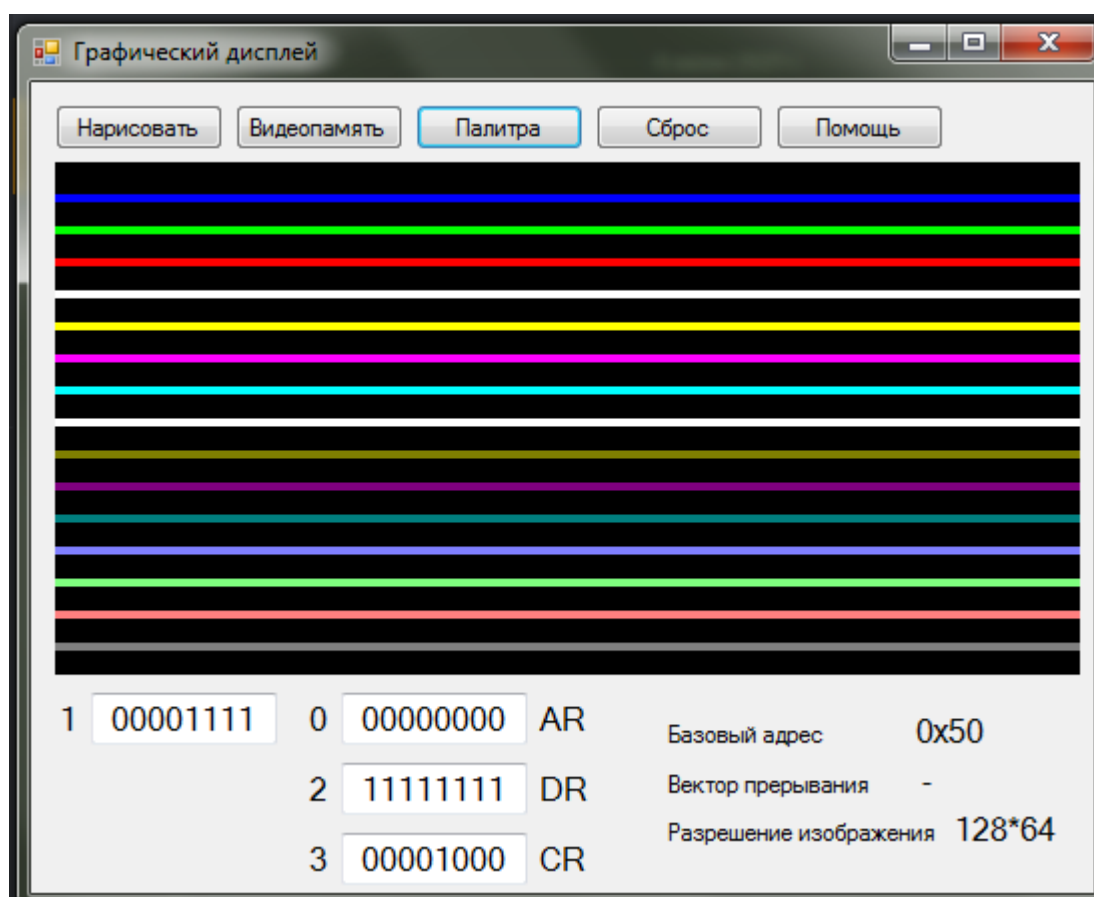 Графический дисплей
Нарисовать Видеопамять Палитра Сброс Помощь
1 00001111 0 00000000 AR Базовый адрес 0x50
2 11111111 DR Вектор прерывания -
3 00001000 CR Разрешение изображения 128*64